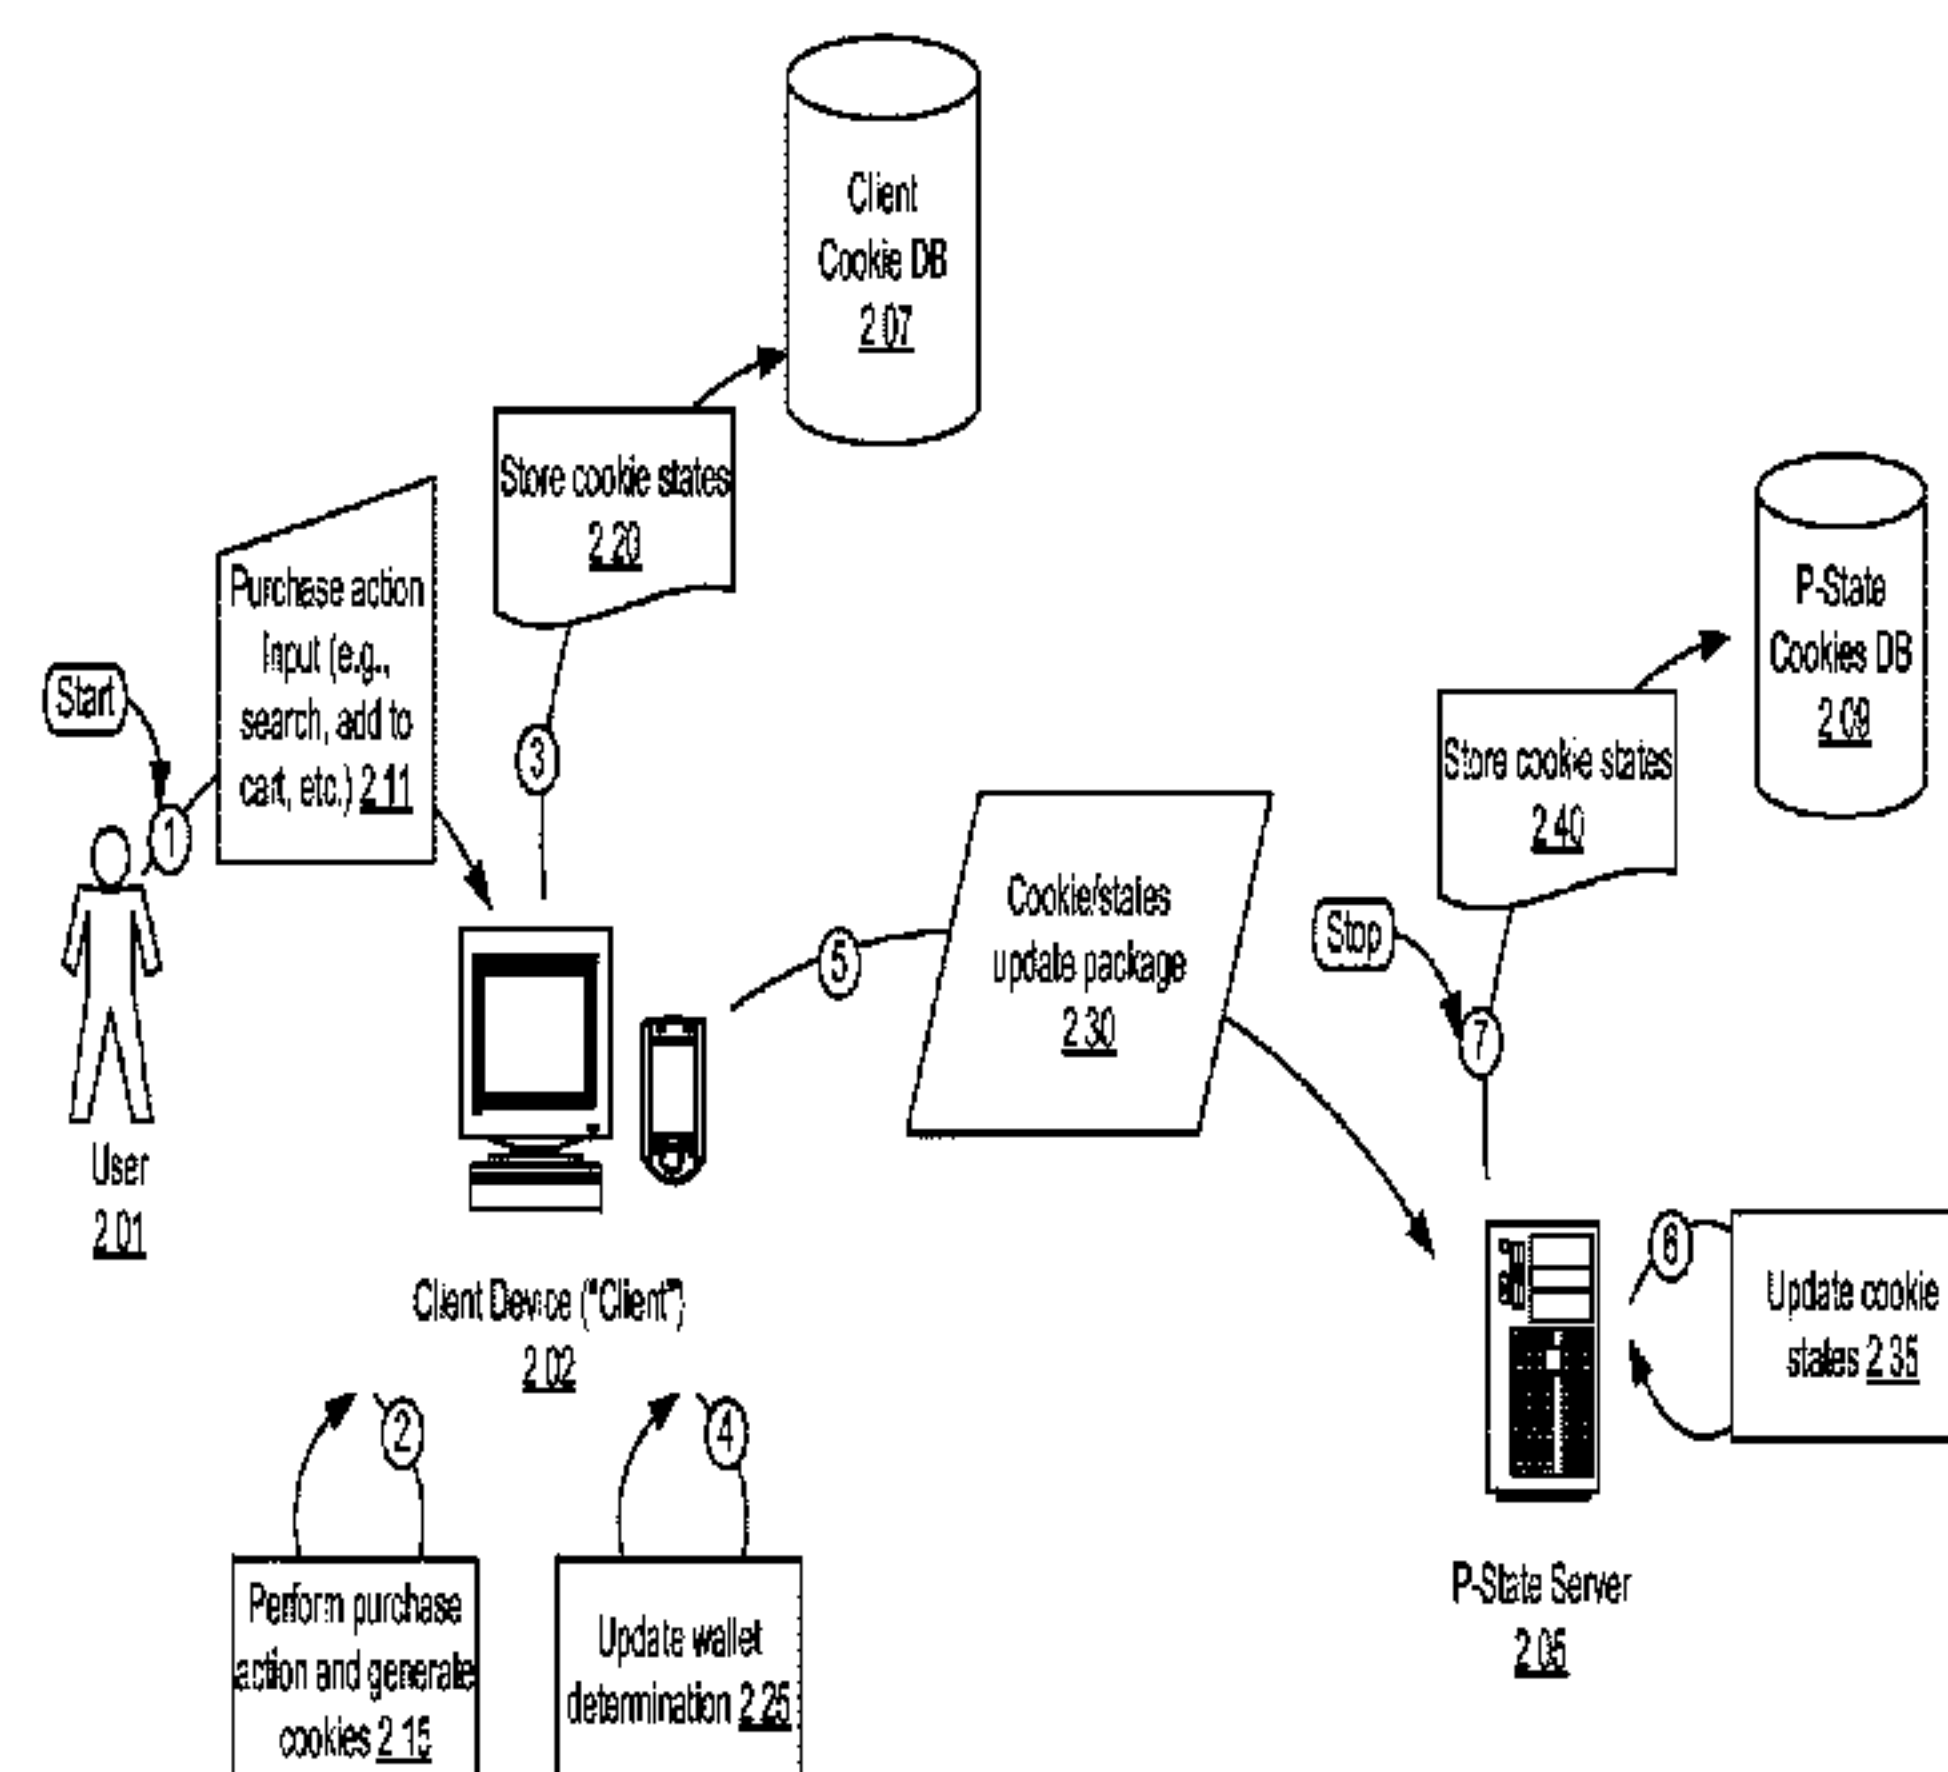 Client
Cookie DB
2 07
Store cookie states
2 20
Purchase action
Input (e.g.,
search, add to
cart, etc.) 2 11
Start
1
3
P-State
Cookies DB
2 09
Store cookie states
2 40
Cookie/states
update package
2 30
Stop
5
7
User
2 01
Client Device ("Client")
2 02
6
Update cookie
states 2 35
2
4
Perform purchase
action and generate
cookies 2 15
Update wallet
determination 2 25
P-State Server
2 05